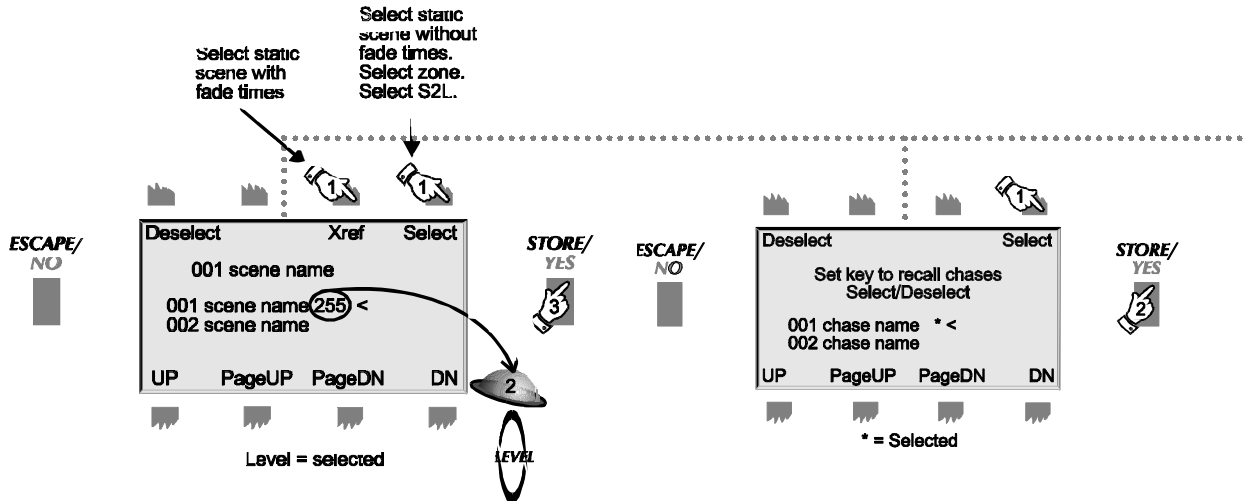 Select static
scene with
fade times
Select static
scene without
fade times.
Select zone.
Select S2L.
1
1
ESCAPE/
NO
Deselect Xref Select
001 scene name
001 scene name 255 <
002 scene name
UP PageUP PageDN DN
STORE/
YES
3
2
LEVEL
Level = selected
ESCAPE/
NO
1
Deselect Select
Set key to recall chases
Select/Deselect
001 chase name * <
002 chase name
UP PageUP PageDN DN
STORE/
YES
2
* = Selected